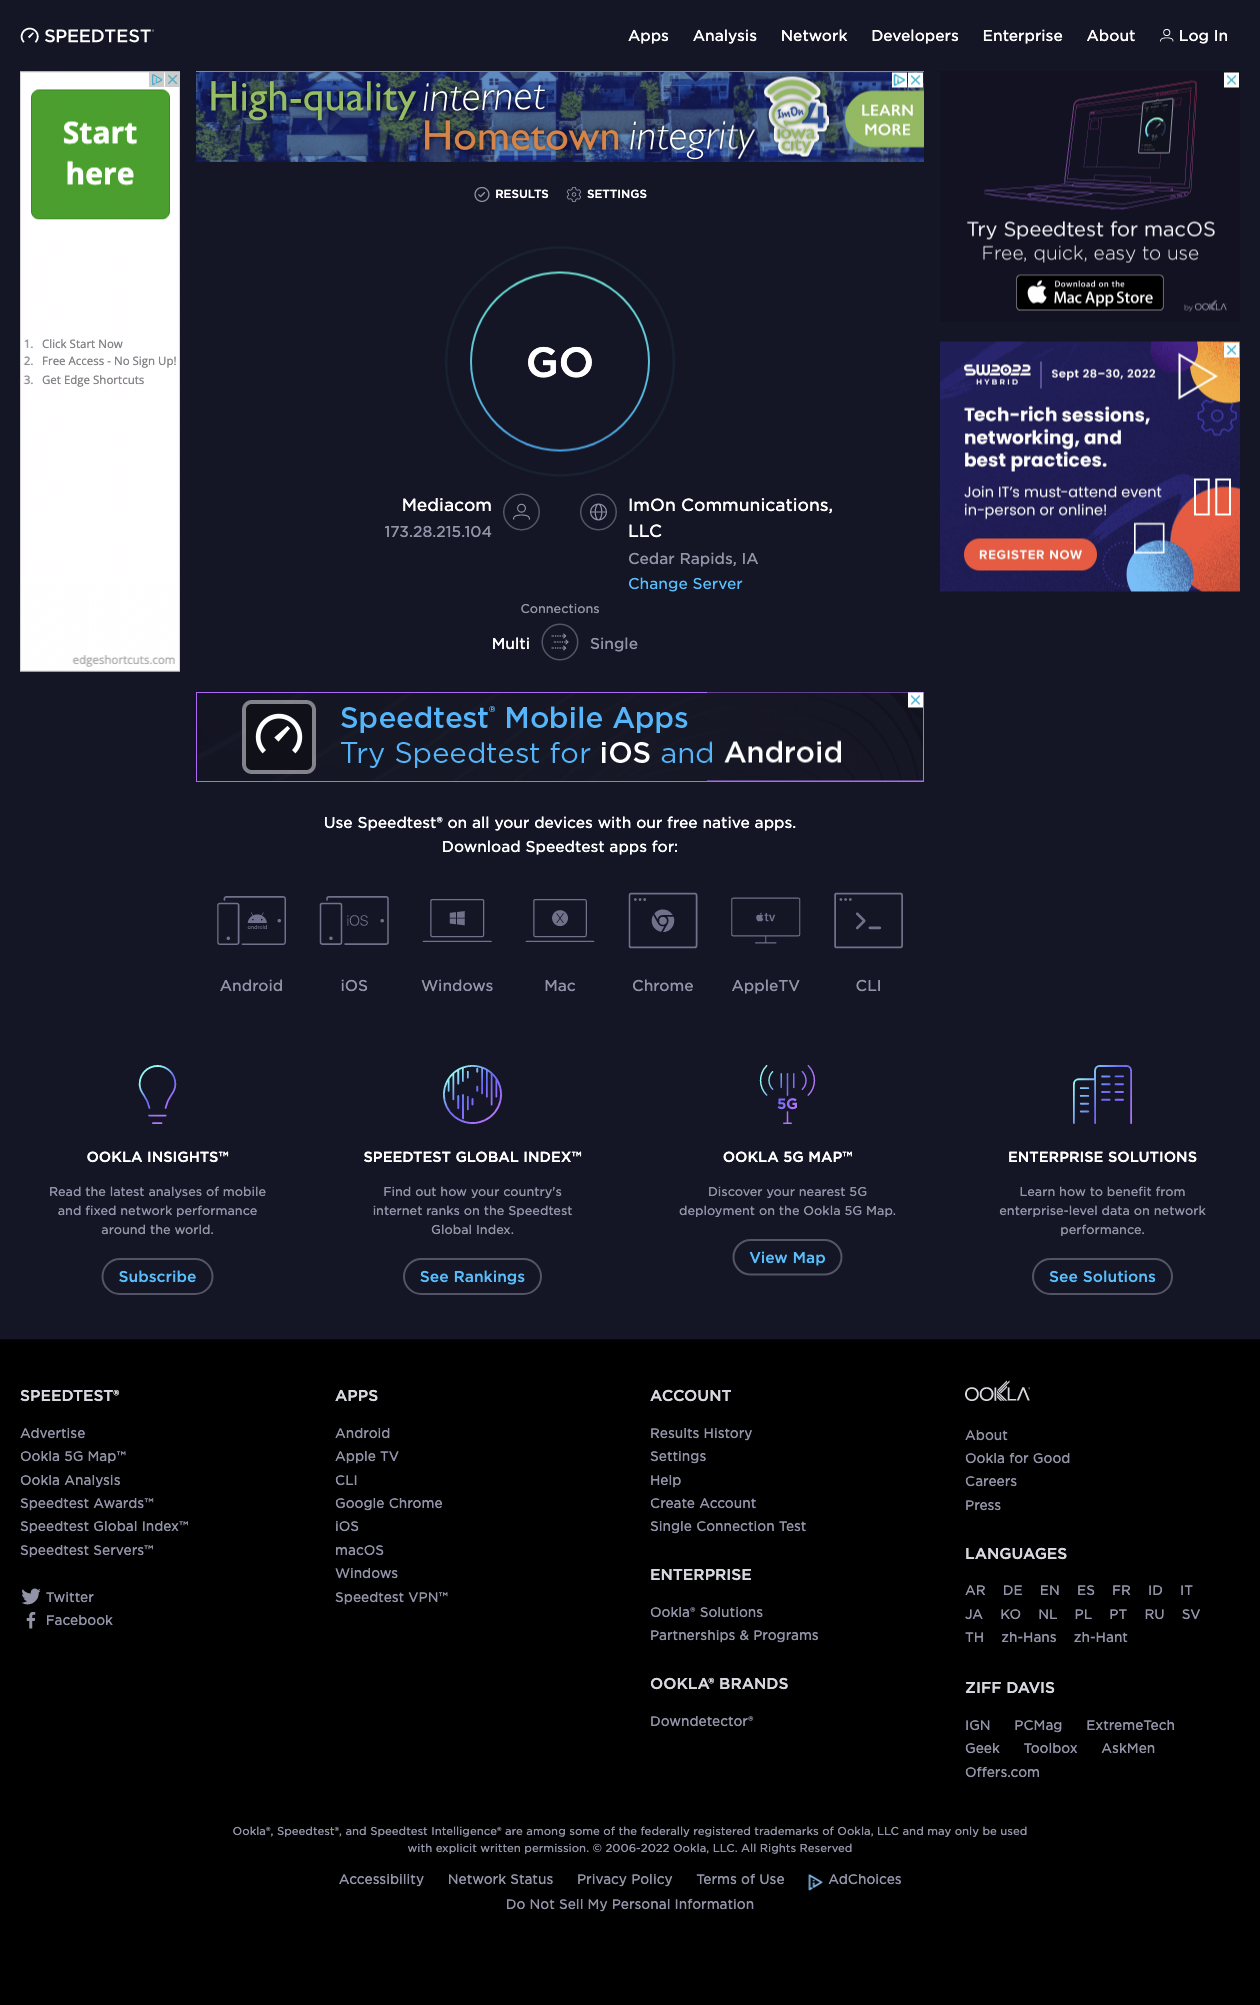 SPEEDTEST
Apps Analysis Network Developers Enterprise About Log In
Start
here
1. Click Start Now
2. Free Access - No Sign Up!
3. Get Edge Shortcuts
edgeshortcuts.com
High-quality internet
Hometown integrity
ImOn 4
iowa
city
LEARN
MORE
RESULTS SETTINGS
GO
Mediacom
173.28.215.104
ImOn Communications,
LLC
Cedar Rapids, IA
Change Server
Connections
Multi Single
Try Speedtest for macOS
Free, quick, easy to use
Download on the
Mac App Store
by OOKLA
SW2022
HYBRID
Sept 28–30, 2022
Tech-rich sessions,
networking, and
best practices.
Join IT's must-attend event
in-person or online!
REGISTER NOW
Speedtest® Mobile Apps
Try Speedtest for iOS and Android
Use Speedtest® on all your devices with our free native apps.
Download Speedtest apps for:
android iOS X tv
Android iOS Windows Mac Chrome AppleTV CLI
5G
OOKLA INSIGHTS™
Read the latest analyses of mobile
and fixed network performance
around the world.
Subscribe
SPEEDTEST GLOBAL INDEX™
Find out how your country's
internet ranks on the Speedtest
Global Index.
See Rankings
OOKLA 5G MAP™
Discover your nearest 5G
deployment on the Ookla 5G Map.
View Map
ENTERPRISE SOLUTIONS
Learn how to benefit from
enterprise-level data on network
performance.
See Solutions
SPEEDTEST®
Advertise
Ookla 5G Map™
Ookla Analysis
Speedtest Awards™
Speedtest Global Index™
Speedtest Servers™
Twitter
Facebook
APPS
Android
Apple TV
CLI
Google Chrome
iOS
macOS
Windows
Speedtest VPN™
ACCOUNT
Results History
Settings
Help
Create Account
Single Connection Test
ENTERPRISE
Ookla® Solutions
Partnerships & Programs
OOKLA® BRANDS
Downdetector®
OOKLA
About
Ookla for Good
Careers
Press
LANGUAGES
AR DE EN ES FR ID IT
JA KO NL PL PT RU SV
TH zh-Hans zh-Hant
ZIFF DAVIS
IGN PCMag ExtremeTech
Geek Toolbox AskMen
Offers.com
Ookla®, Speedtest®, and Speedtest Intelligence® are among some of the federally registered trademarks of Ookla, LLC and may only be used
with explicit written permission. © 2006-2022 Ookla, LLC. All Rights Reserved
Accessibility Network Status Privacy Policy Terms of Use AdChoices
Do Not Sell My Personal Information